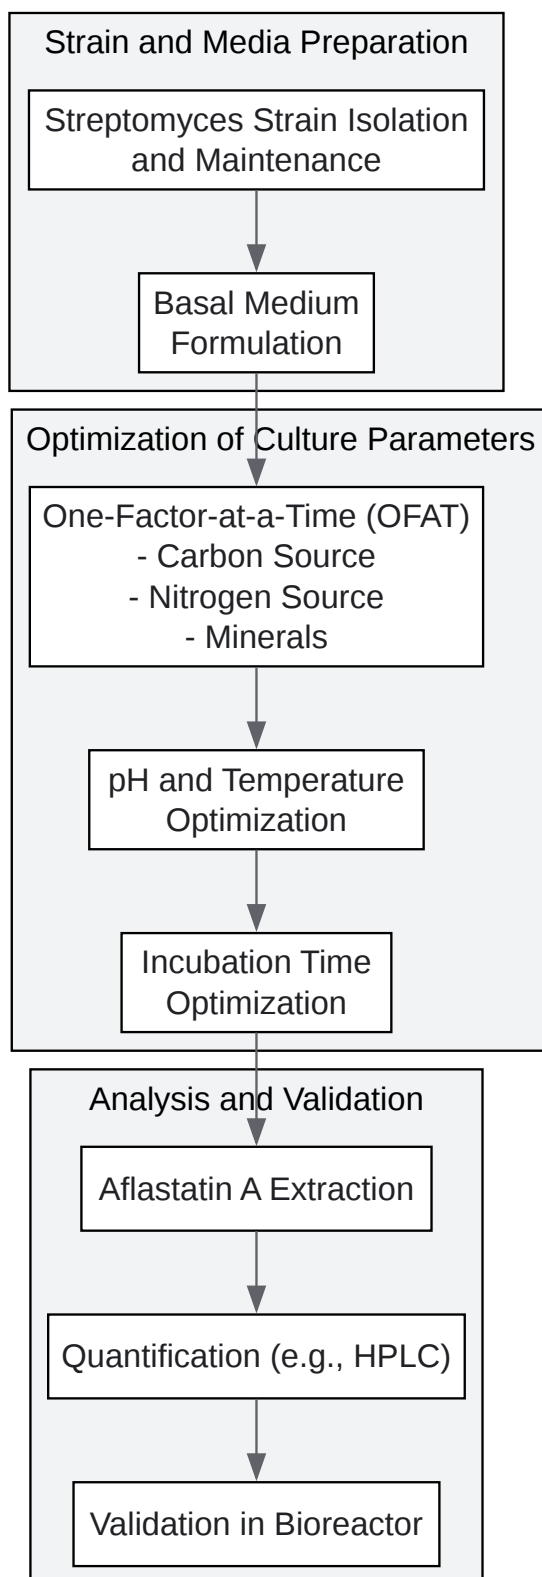 Strain and Media Preparation
Streptomyces Strain Isolation
and Maintenance
Basal Medium
Formulation
Optimization of Culture Parameters
One-Factor-at-a-Time (OFAT)
- Carbon Source
- Nitrogen Source
- Minerals
pH and Temperature
Optimization
Incubation Time
Optimization
Analysis and Validation
Aflastatin A Extraction
Quantification (e.g., HPLC)
Validation in Bioreactor